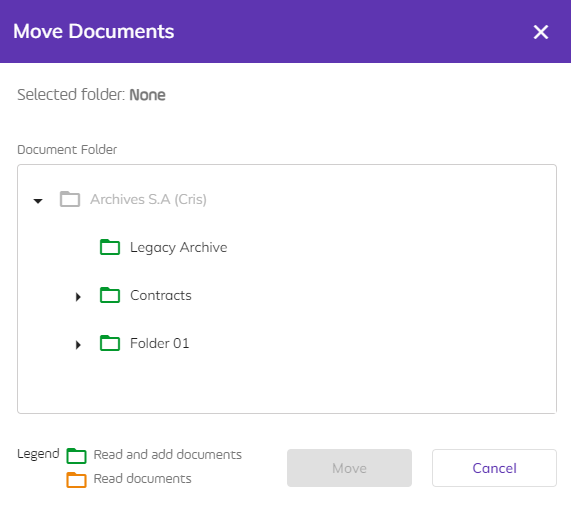 Move Documents
Selected folder: None
Document Folder
Archives S.A (Cris)
Legacy Archive
Contracts
Folder 01
Legend Read and add documents
Read documents
Move
Cancel